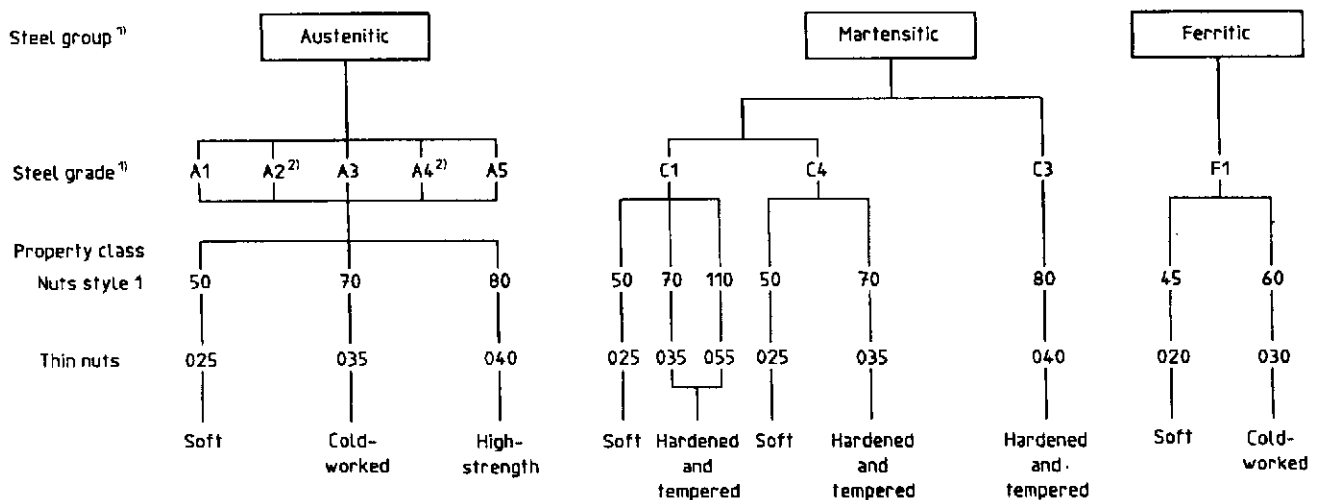 Steel group 1) Austenitic Martensitic Ferritic
Steel grade 1) A1 A2 2) A3 A4 2) A5 C1 C4 C3 F1
Property class
Nuts style 1 50 70 80 50 70 110 50 70 80 45 60
Thin nuts 025 035 040 025 035 055 025 035 040 020 030
Soft Cold- High- Soft Hardened Soft Hardened Hardened Soft Cold-
worked strength and and and worked
tempered tempered tempered